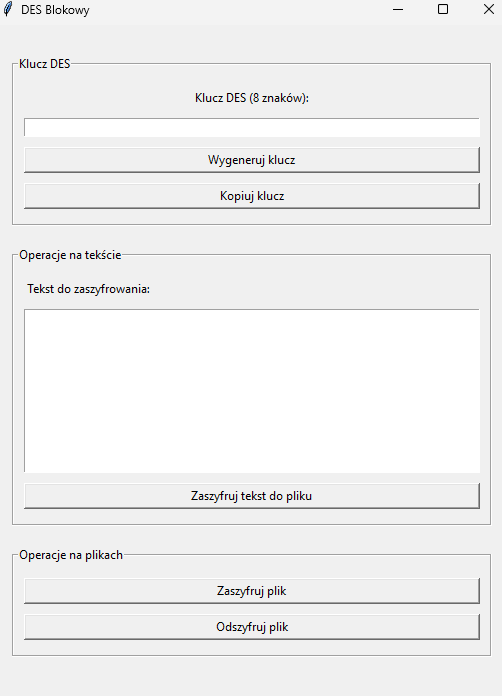 DES Blokowy
Klucz DES
Klucz DES (8 znaków):
Wygeneruj klucz
Kopiuj klucz
Operacje na tekście
Tekst do zaszyfrowania:
Zaszyfruj tekst do pliku
Operacje na plikach
Zaszyfruj plik
Odszyfruj plik